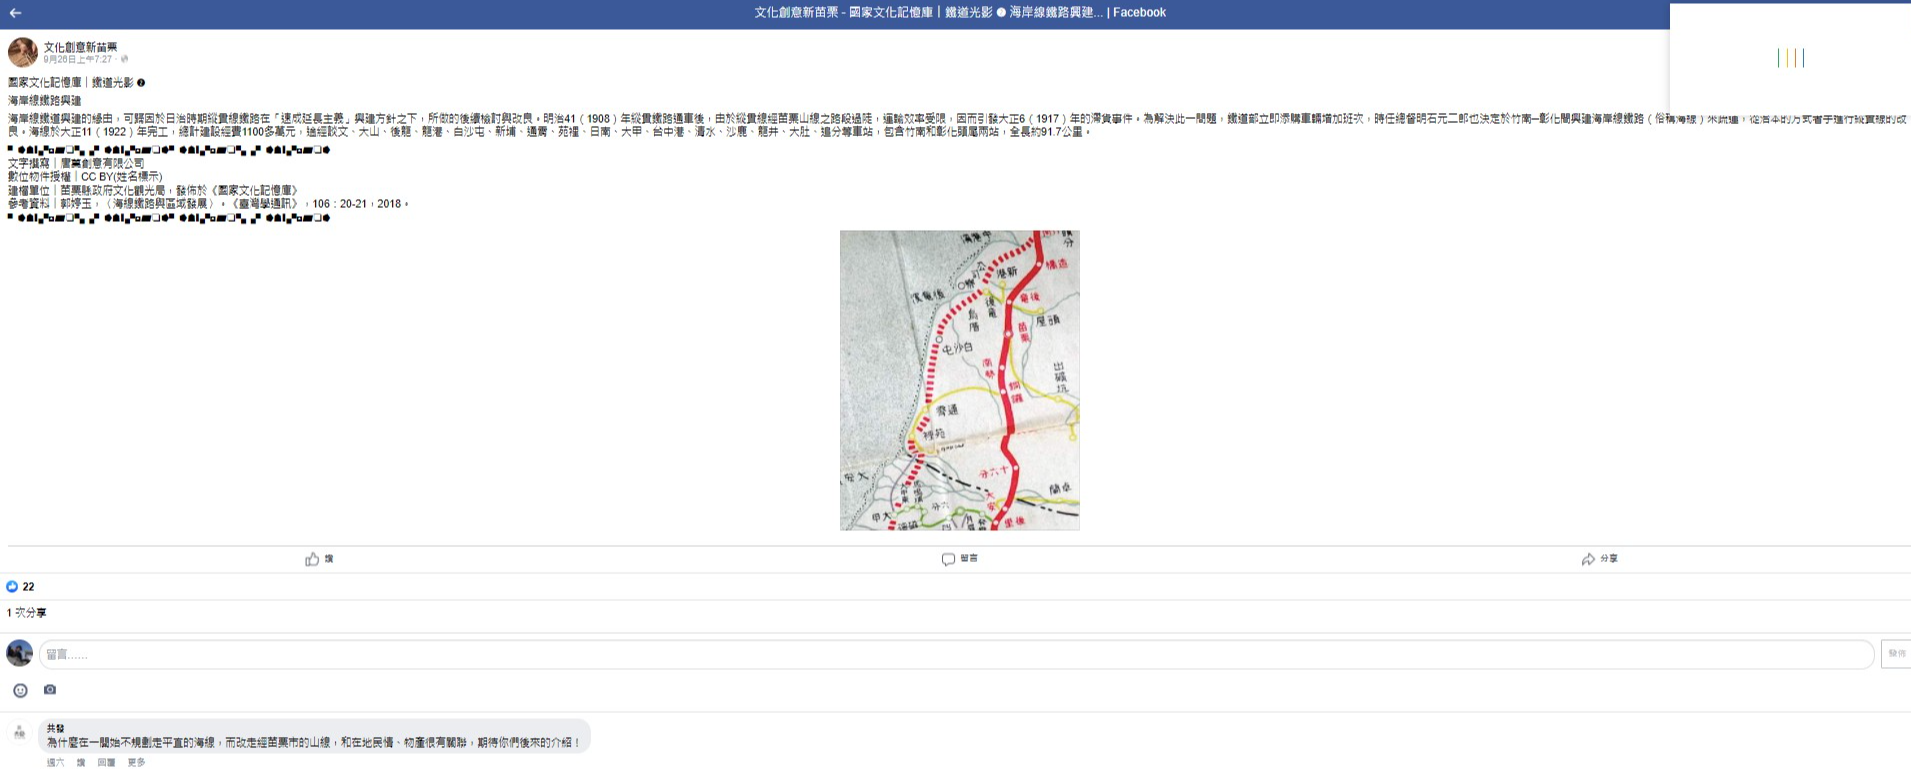 文化創意新苗栗 - 國家文化記憶庫｜鐵道光影 ❷ 海岸線鐵路興建... | Facebook
文化創意新苗栗
9月26日上午7:27 ·
國家文化記憶庫｜鐵道光影 ❷
海岸線鐵路興建
海岸線鐵道興建的緣由，可歸因於日治時期縱貫線鐵路在「速成延長主義」興建方針之下，所做的後續檢討與改良。明治41（1908）年縱貫鐵路通車後，由於縱貫線經苗栗山線之路段過陡，運輸效率受限，因而引發大正6（1917）年的滯貨事件。為解決此一問題，鐵道部立即添購車輛增加班次，時任總督明石元二郎也決定於竹南─彰化間興建海岸線鐵路（俗稱海線）來疏運，從治本的方式著手進行縱貫線的改
良。海線於大正11（1922）年完工，總計建設經費1100多萬元，途經談文、大山、後龍、龍港、白沙屯、新埔、通霄、苑裡、日南、大甲、台中港、清水、沙鹿、龍井、大肚、追分等車站，包含竹南和彰化頭尾兩站，全長約91.7公里。
文字撰寫｜唐冀創意有限公司
數位物件授權｜CC BY(姓名標示)
建檔單位｜苗栗縣政府文化觀光局，發佈於《國家文化記憶庫》
參考資料｜郭婷玉，〈海線鐵路與區域發展〉。《臺灣學通訊》，106：20-21，2018。
分
橋造
港新
溪龍後
龍後
後龍
烏厝
屋頭
苗栗
屯沙白
南勢
出礦坑
銅鑼
霄通
裡苑
分六十
蘭卓
大安
分六
甲大
里后
讚
留言
分享
22
1 次分享
留言……
發佈
共發
為什麼在一開始不規劃走平直的海線，而改走經苗栗市的山線，和在地民情、物產很有關聯，期待你們後來的介紹！
週六 讚 回覆 更多